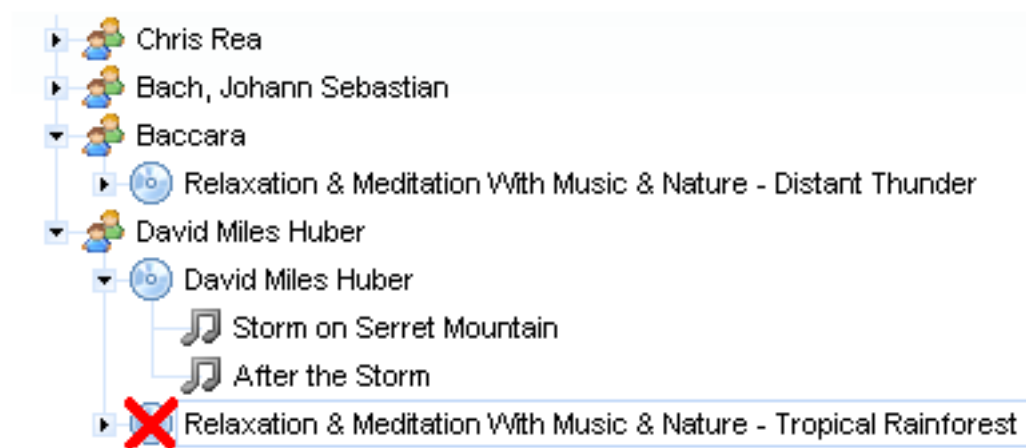 Chris Rea
Bach, Johann Sebastian
Baccara
Relaxation & Meditation With Music & Nature - Distant Thunder
David Miles Huber
David Miles Huber
Storm on Serret Mountain
After the Storm
Relaxation & Meditation With Music & Nature - Tropical Rainforest